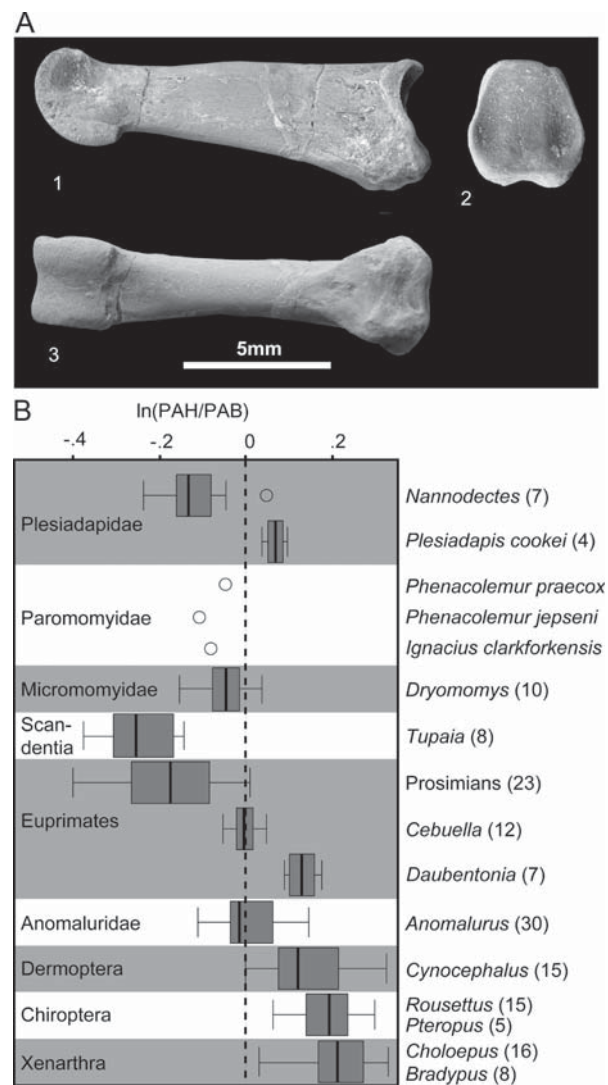 A
1
2
3
5mm
B
ln(PAH/PAB)
-.4 -.2 0 .2
Plesiadapidae
Nannodectes (7)
Plesiadapis cookei (4)
Paromomyidae
Phenacolemur praecox
Phenacolemur jepseni
Ignacius clarkforkensis
Micromomyidae
Dryomomys (10)
Scan-
dentia
Tupaia (8)
Euprimates
Prosimians (23)
Cebuella (12)
Daubentonia (7)
Anomaluridae
Anomalurus (30)
Dermoptera
Cynocephalus (15)
Chiroptera
Rousettus (15)
Pteropus (5)
Xenarthra
Choloepus (16)
Bradypus (8)